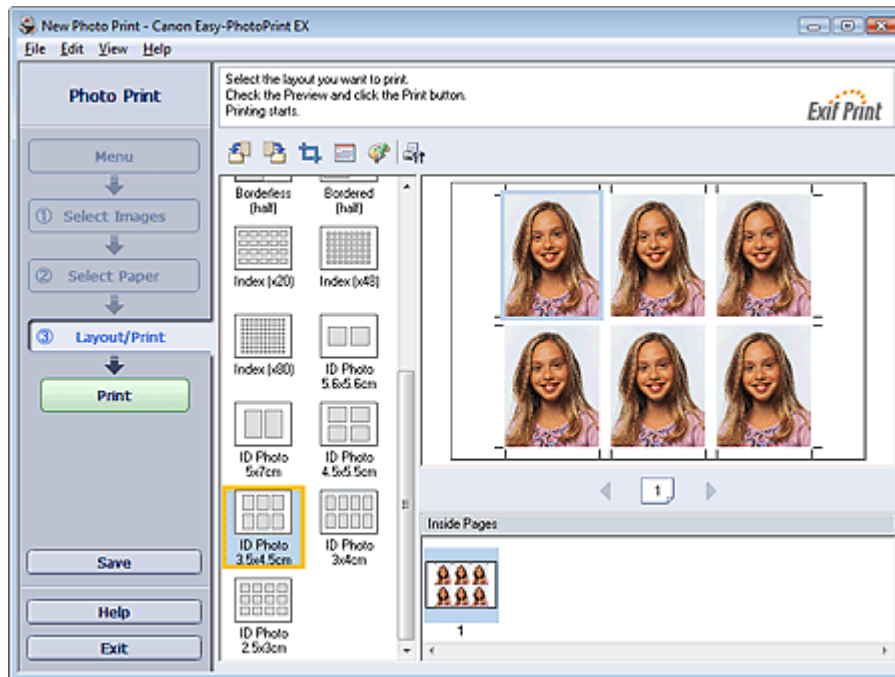 New Photo Print - Canon Easy-PhotoPrint EX
File Edit View Help
Photo Print
Menu
① Select Images
② Select Paper
③ Layout/Print
Print
Save
Help
Exit
Select the layout you want to print.
Check the Preview and click the Print button.
Printing starts.
Exif Print
Borderless
(half)
Bordered
(half)
Index (x20)
Index (x48)
Index (x80)
ID Photo
5.6x5.6cm
ID Photo
5x7cm
ID Photo
4.5x5.5cm
ID Photo
3.5x4.5cm
ID Photo
3x4cm
ID Photo
2.5x3cm
1
Inside Pages
1